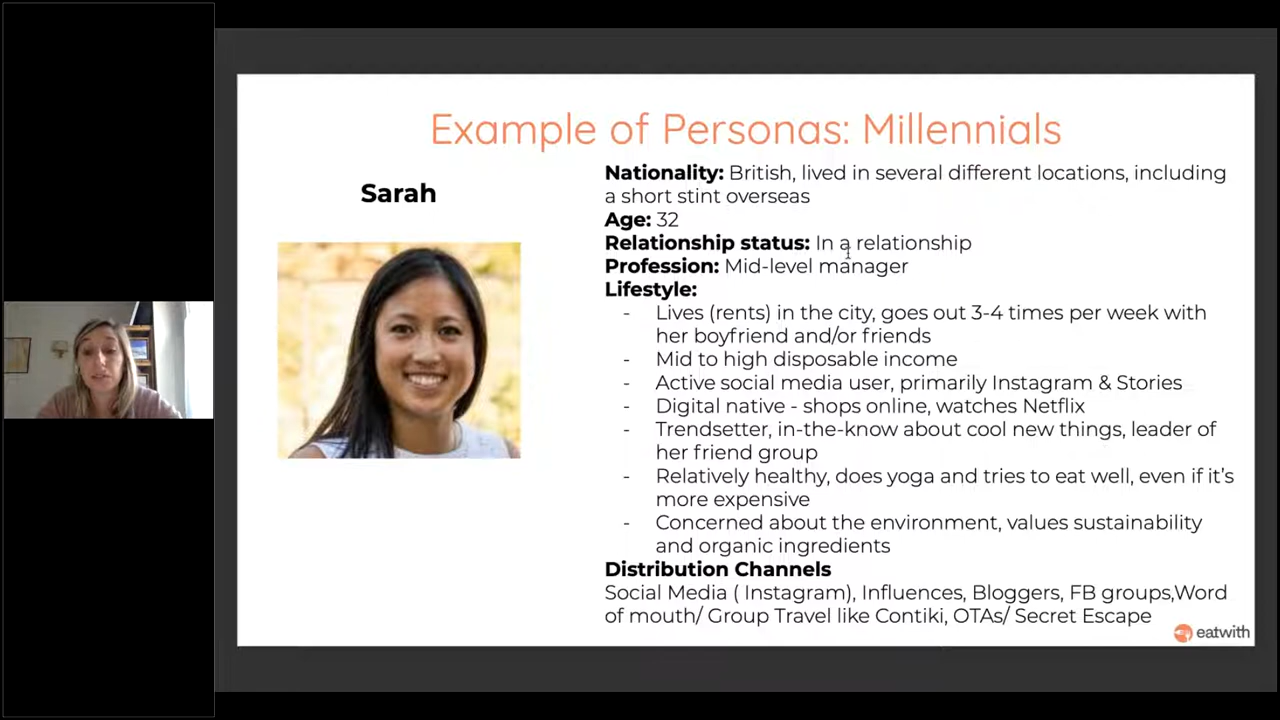 Example of Personas: Millennials
Sarah
Nationality: British, lived in several different locations, including
a short stint overseas
Age: 32
Relationship status: In a relationship
Profession: Mid-level manager
Lifestyle:
- Lives (rents) in the city, goes out 3-4 times per week with
her boyfriend and/or friends
- Mid to high disposable income
- Active social media user, primarily Instagram & Stories
- Digital native - shops online, watches Netflix
- Trendsetter, in-the-know about cool new things, leader of
her friend group
- Relatively healthy, does yoga and tries to eat well, even if it's
more expensive
- Concerned about the environment, values sustainability
and organic ingredients
Distribution Channels
Social Media ( Instagram), Influences, Bloggers, FB groups,Word
of mouth/ Group Travel like Contiki, OTAs/ Secret Escape
eatwith